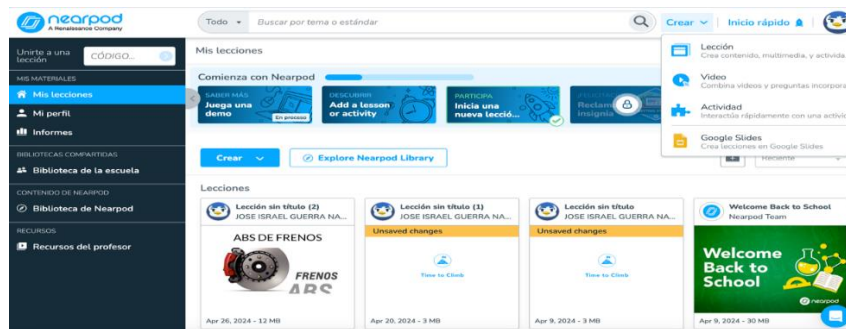 nearpod
A Renaissance Company
Todo
Buscar por tema o estándar
Crear
Inicio rápido
Unirte a una lección
CÓDIGO...
MIS MATERIALES
Mis lecciones
Mi perfil
Informes
BIBLIOTECAS COMPARTIDAS
Biblioteca de la escuela
CONTENIDO DE NEARPOD
Biblioteca de Nearpod
RECURSOS
Recursos del profesor
Mis lecciones
Comienza con Nearpod
SABER MÁS
Juega una
demo
En proceso
DESCUBRIR
Add a lesson
or activity
PARTICIPA
Inicia una
nueva lecció...
Reclam
insignia
Lección
Crea contenido, multimedia, y activida
Video
Combina videos y preguntas incorpora
Actividad
Interactúa rápidamente con una activid
Google Slides
Crea lecciones en Google Slides
Crear
Explore Nearpod Library
Reciente
Lecciones
Lección sin título (2)
JOSE ISRAEL GUERRA NA...
ABS DE FRENOS
FRENOS
ABS
Apr 26, 2024 - 12 MB
Lección sin título (1)
JOSE ISRAEL GUERRA NA...
Unsaved changes
Time to Climb
Apr 20, 2024 - 3 MB
Lección sin título
JOSE ISRAEL GUERRA NA...
Unsaved changes
Time to Climb
Apr 9, 2024 - 3 MB
Welcome Back to School
Nearpod Team
Welcome
Back to
School
nearpod
Apr 9, 2024 - 30 MB